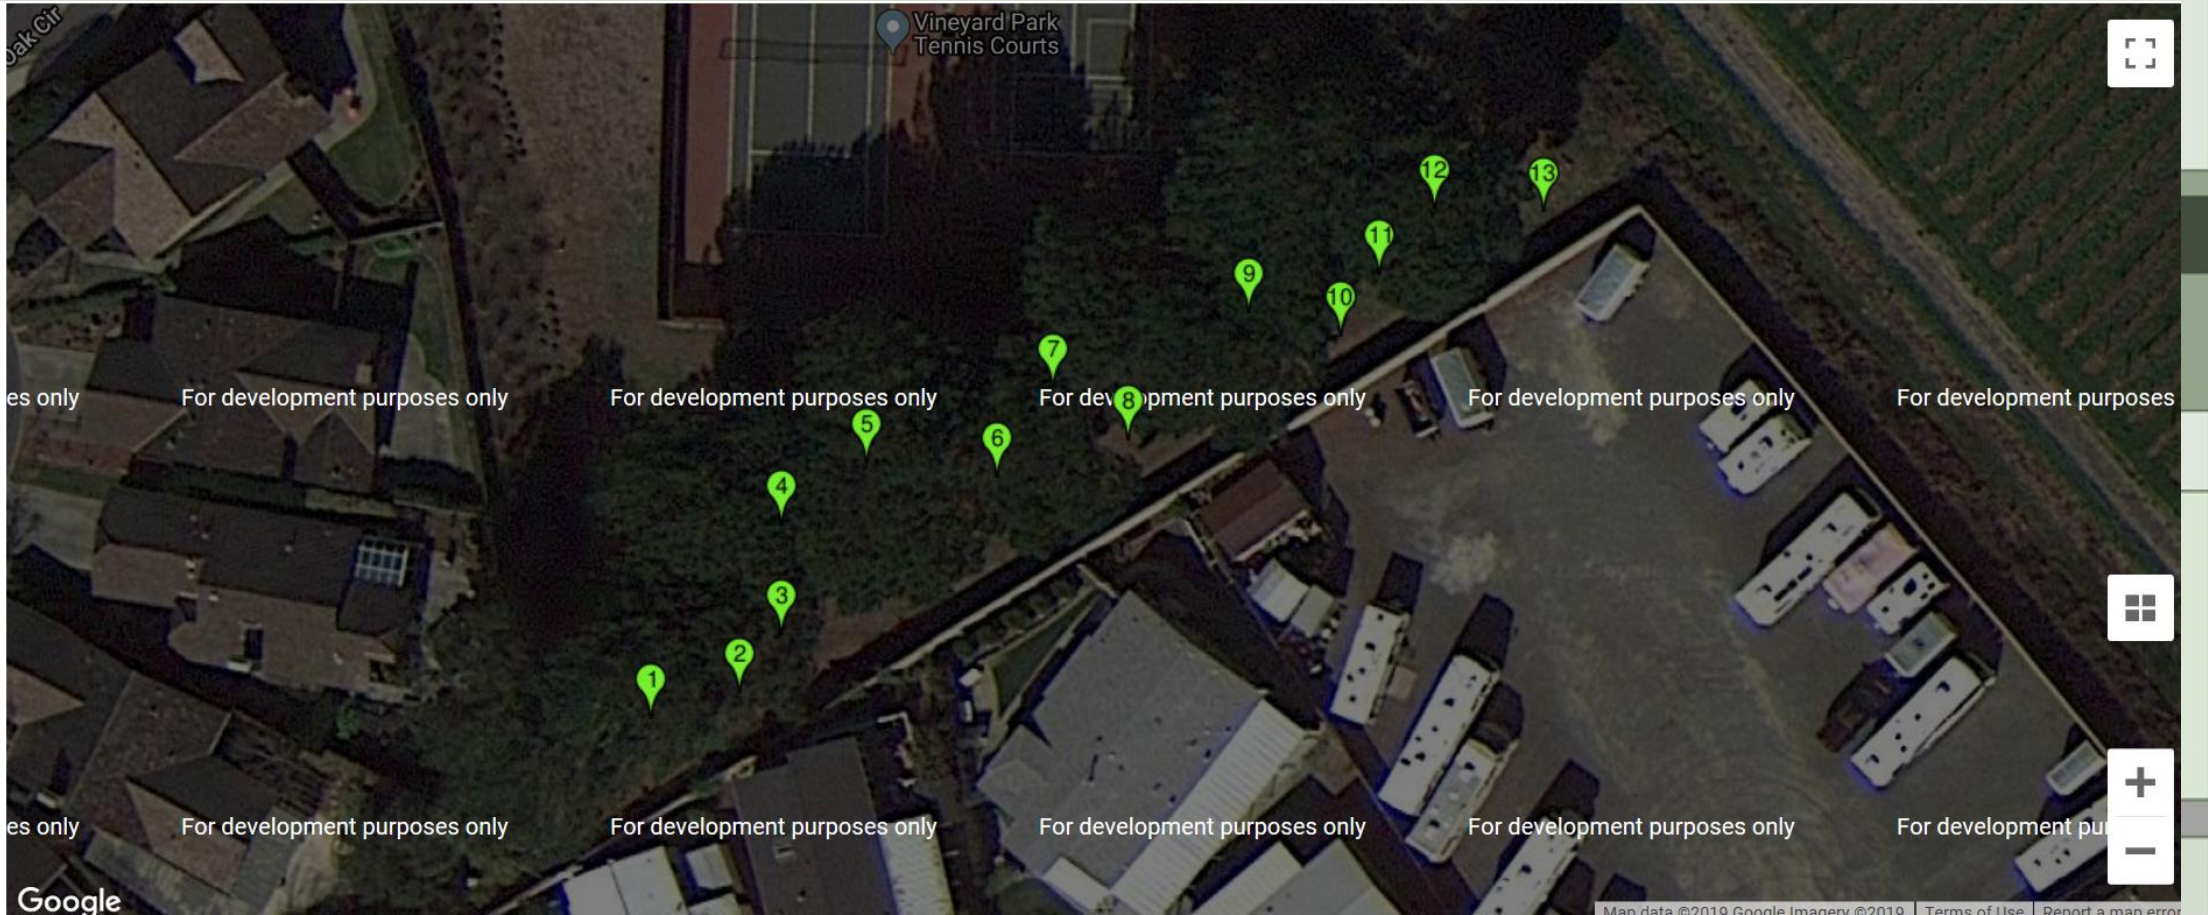 Oak Cir
Vineyard Park
Tennis Courts
12
13
11
9
10
7
es only
For development purposes only
For development purposes only
For development purposes only
For development purposes only
For development purposes
8
5
6
4
3
2
1
es only
For development purposes only
For development purposes only
For development purposes only
For development purposes only
For development pu
Google
Map data ©2019 Google Imagery ©2019
Terms of Use
Report a map error